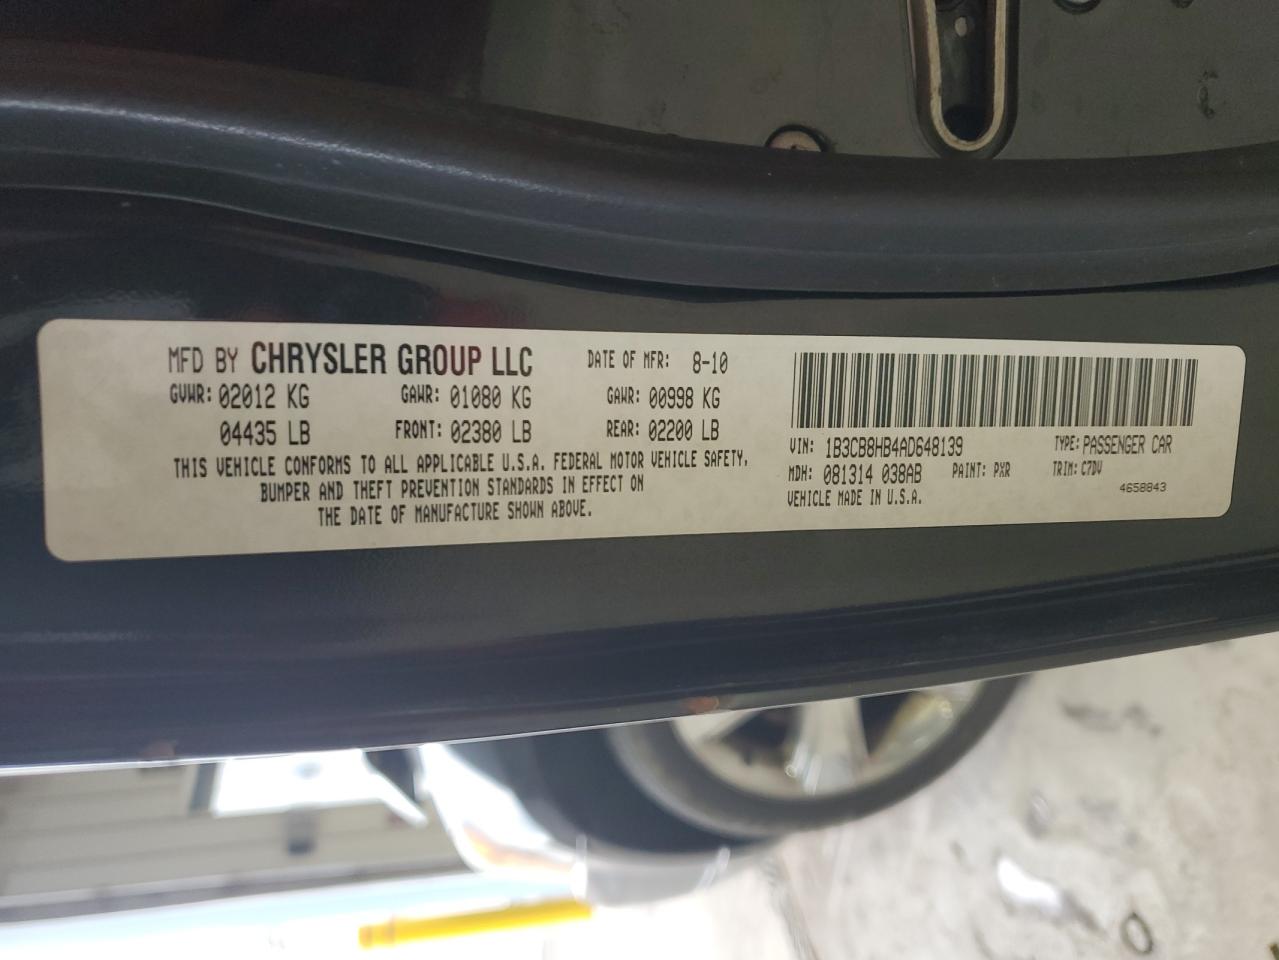 MFD BY CHRYSLER GROUP LLC DATE OF MFR: 8-10
GVWR: 02012 KG GAWR: 01080 KG GAWR: 00998 KG
04435 LB FRONT: 02380 LB REAR: 02200 LB
THIS VEHICLE CONFORMS TO ALL APPLICABLE U.S.A. FEDERAL MOTOR VEHICLE SAFETY,
BUMPER AND THEFT PREVENTION STANDARDS IN EFFECT ON
THE DATE OF MANUFACTURE SHOWN ABOVE.
VIN: 1B3CB8HB4AD648139 TYPE: PASSENGER CAR
MDH: 081314 038AB PAINT: PXR TRIM: C7DV
VEHICLE MADE IN U.S.A. 4658843